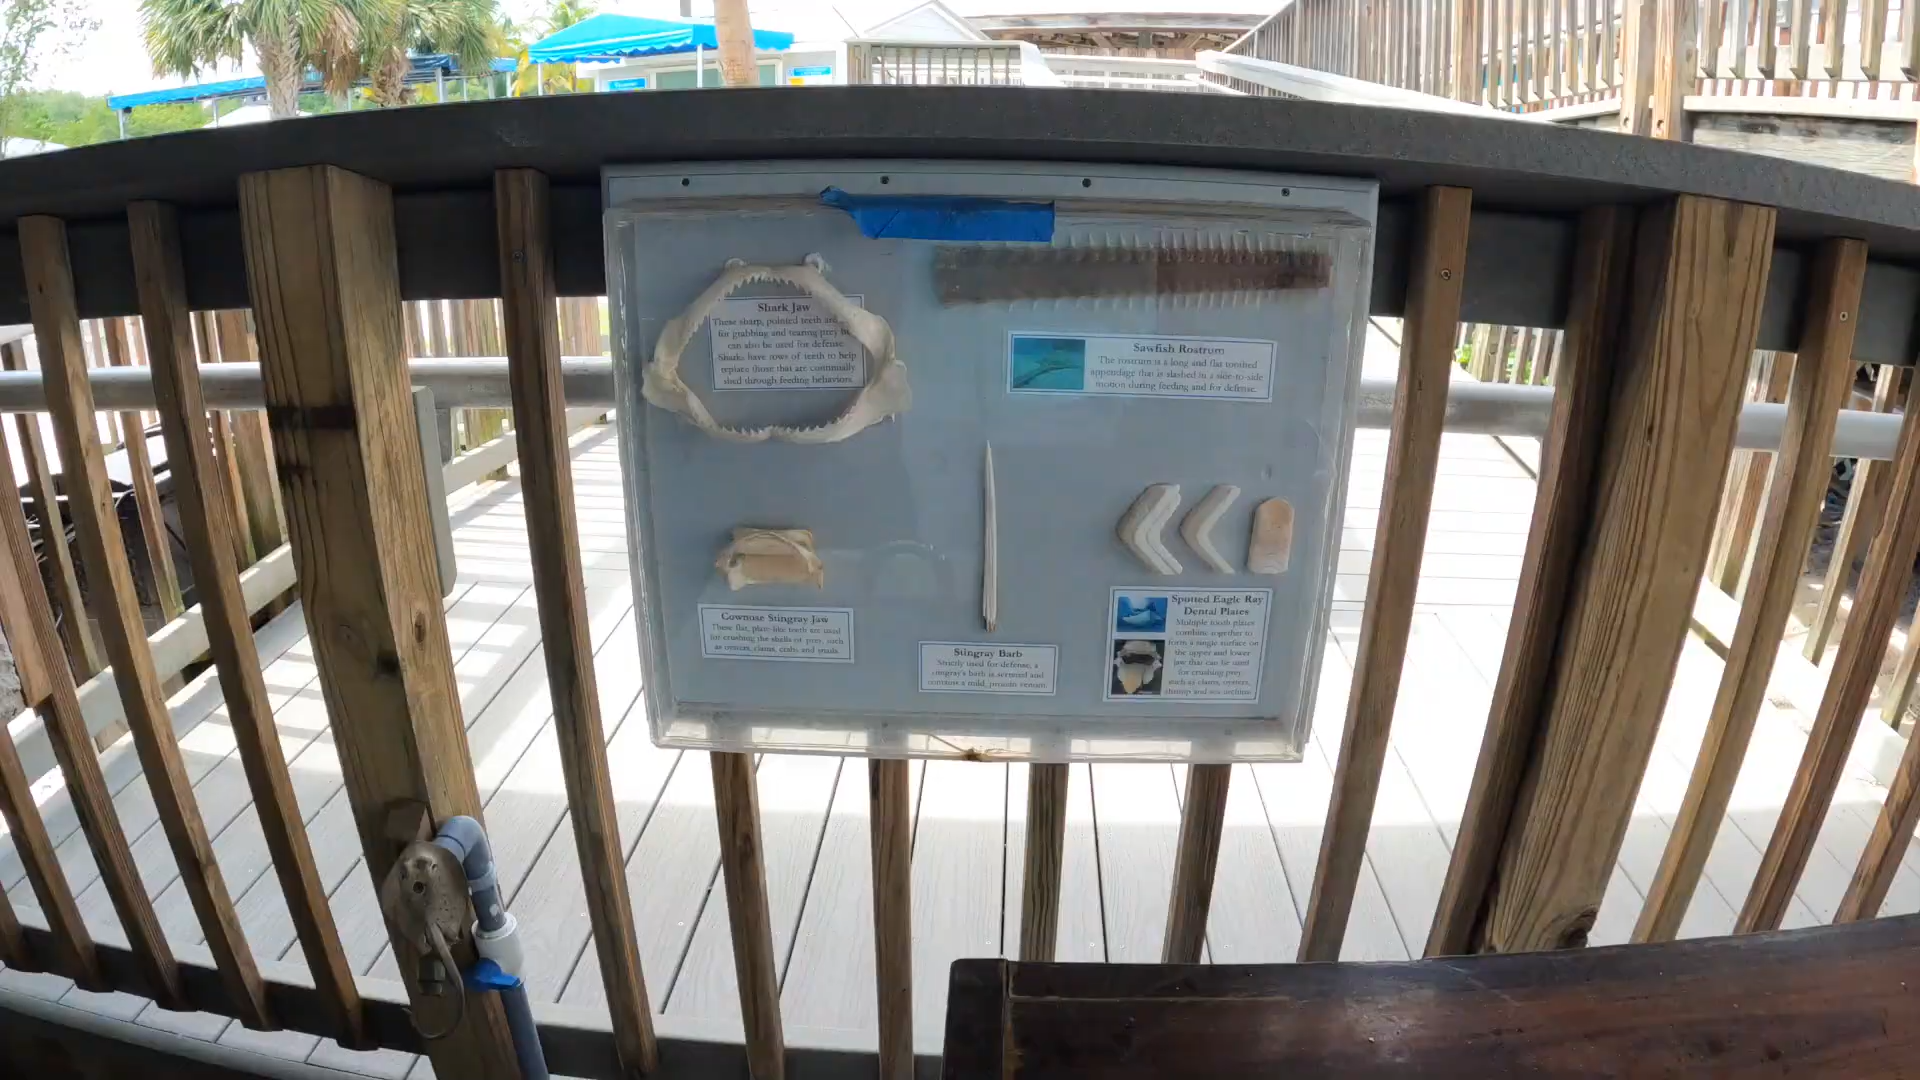 Shark Jaw
These sharp, pointed teeth are
for grabbing and tearing prey
can also be used for defense.
Sharks have rows of teeth to help
replace those that are continually
shed through feeding behaviors.
Sawfish Rostrum
The rostrum is a long and flat toothed
appendage that is slashed in a side-to-side
motion during feeding and for defense.
Cownose Stingray Jaw
These flat, plate-like teeth are used
for crushing the shells of prey, such
as oysters, clams, crabs and snails.
Stingray Barb
Strictly used for defense, a
stingray's barb is serrated and
contains a mild, protein venom.
Spotted Eagle Ray
Dental Plates
Multiple tooth plates
combine together to
form a single surface on
the upper and lower
jaw that can be used
for crushing prey
such as clams, oysters,
shrimp and sea urchins.